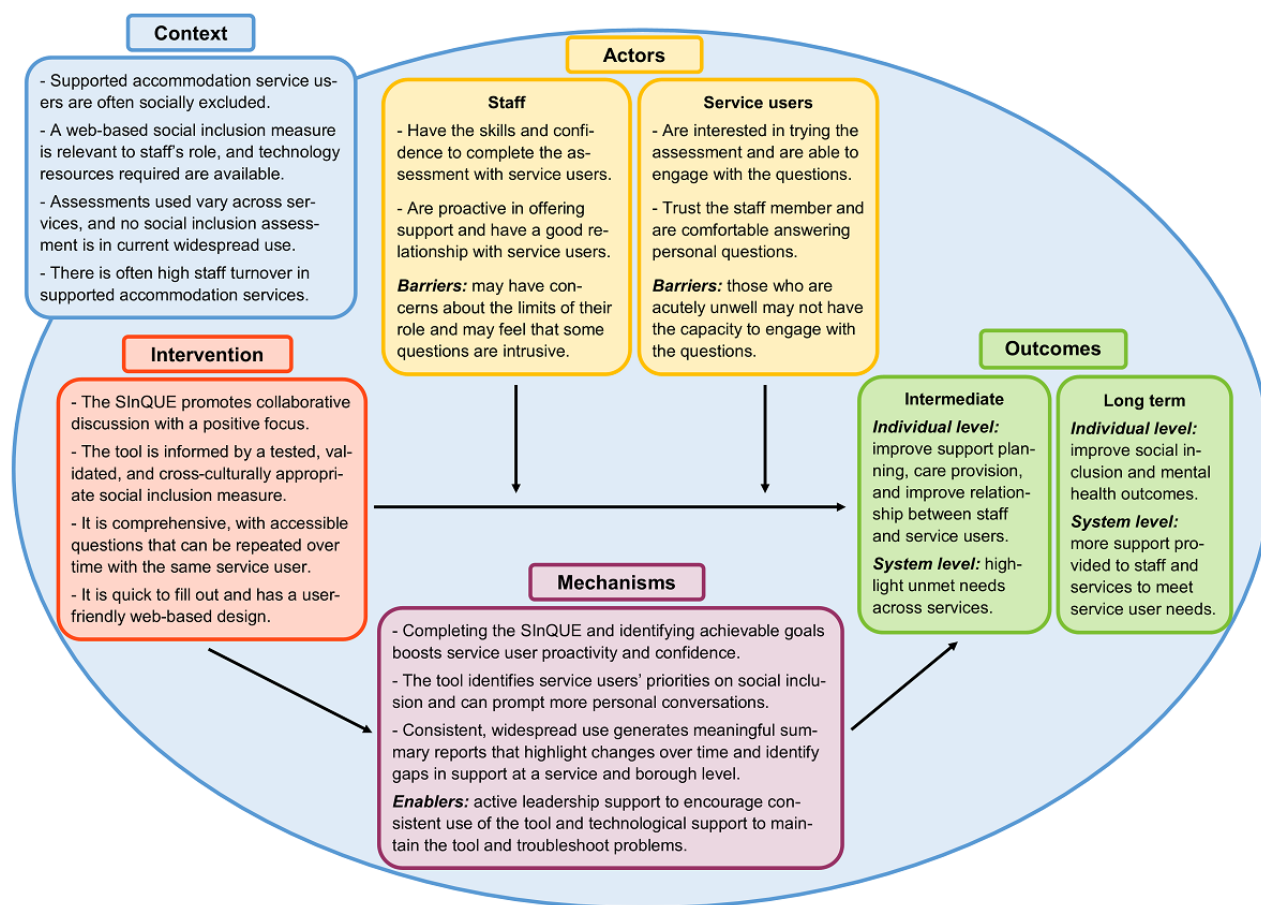 Context
- Supported accommodation service us-
ers are often socially excluded.
- A web-based social inclusion measure
is relevant to staff's role, and technology
resources required are available.
- Assessments used vary across ser-
vices, and no social inclusion assess-
ment is in current widespread use.
- There is often high staff turnover in
supported accommodation services.
Actors
Staff
- Have the skills and confi-
dence to complete the as-
sessment with service users.
- Are proactive in offering
support and have a good re-
lationship with service users.
Barriers: may have con-
cerns about the limits of their
role and may feel that some
questions are intrusive.
Service users
- Are interested in trying the
assessment and are able to
engage with the questions.
- Trust the staff member and
are comfortable answering
personal questions.
Barriers: those who are
acutely unwell may not have
the capacity to engage with
the questions.
Intervention
- The SInQUE promotes collaborative
discussion with a positive focus.
- The tool is informed by a tested, val-
idated, and cross-culturally appropri-
ate social inclusion measure.
- It is comprehensive, with accessible
questions that can be repeated over
time with the same service user.
- It is quick to fill out and has a user-
friendly web-based design.
Mechanisms
- Completing the SInQUE and identifying achievable goals
boosts service user proactivity and confidence.
- The tool identifies service users' priorities on social inclu-
sion and can prompt more personal conversations.
- Consistent, widespread use generates meaningful sum-
mary reports that highlight changes over time and identify
gaps in support at a service and borough level.
Enablers: active leadership support to encourage con-
sistent use of the tool and technological support to main-
tain the tool and troubleshoot problems.
Outcomes
Intermediate
Individual level:
improve support plan-
ning, care provision,
and improve relation-
ship between staff
and service users.
System level: high-
light unmet needs
across services.
Long term
Individual level:
improve social in-
clusion and mental
health outcomes.
System level:
more support pro-
vided to staff and
services to meet
service user needs.